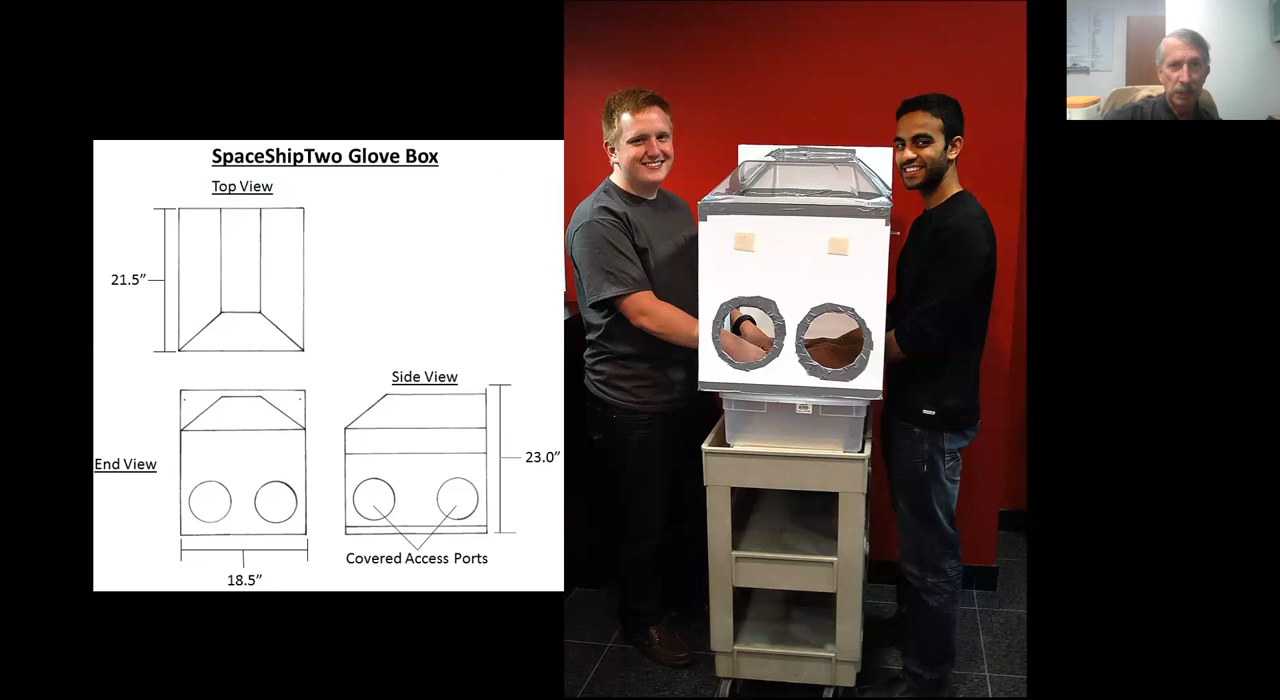 SpaceShipTwo Glove Box
Top View
21.5”
Side View
End View
23.0”
Covered Access Ports
18.5”